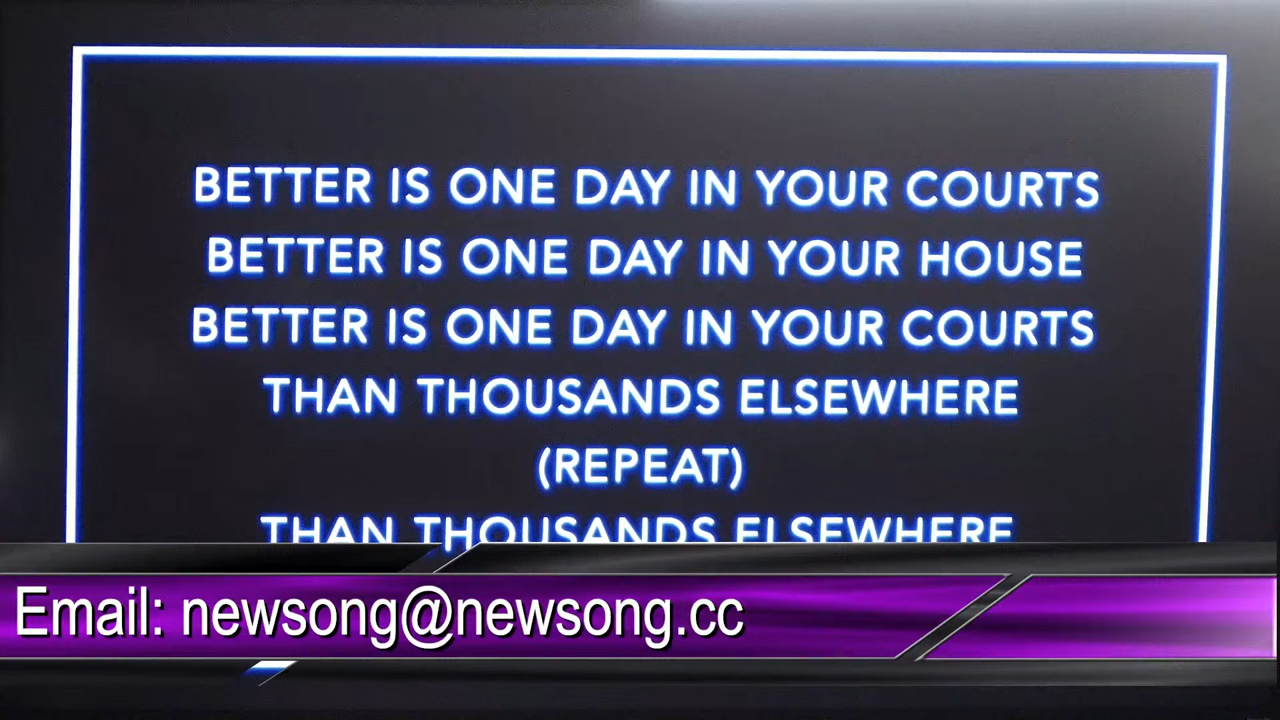 BETTER IS ONE DAY IN YOUR COURTS
BETTER IS ONE DAY IN YOUR HOUSE
BETTER IS ONE DAY IN YOUR COURTS
THAN THOUSANDS ELSEWHERE
(REPEAT)
THAN THOUSANDS ELSEWHERE
Email: newsong@newsong.cc